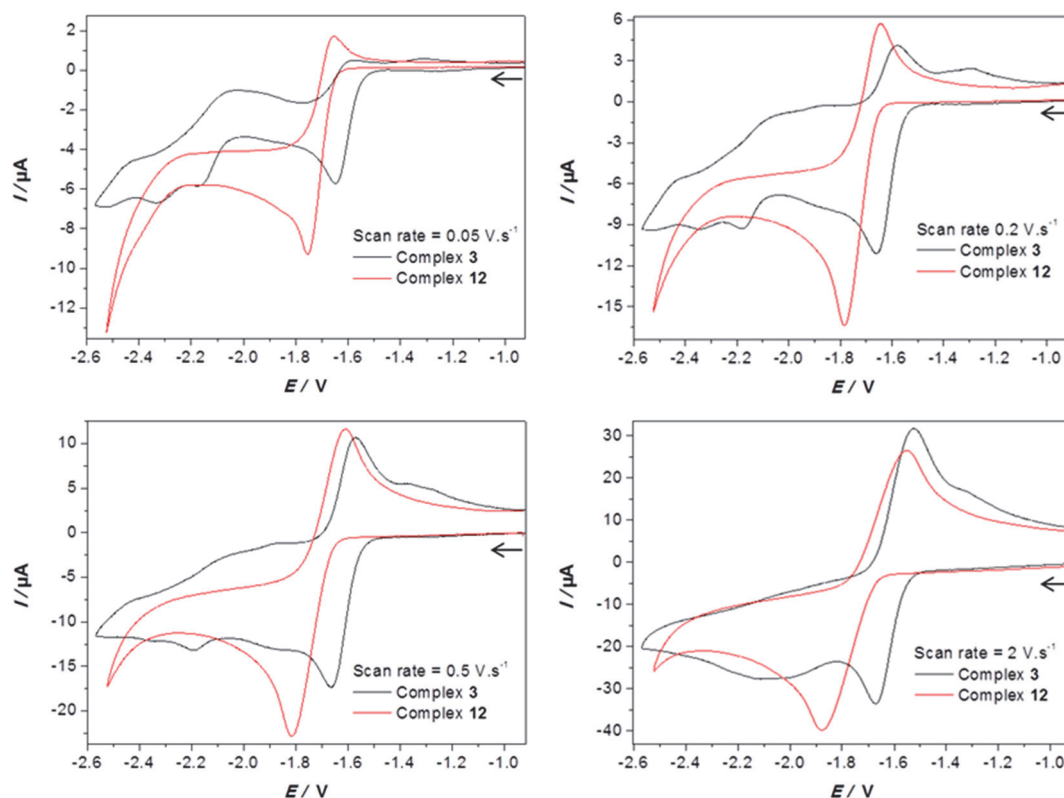 2
0
-2
-4
-6
-8
-10
-12
I / µA
Scan rate = 0.05 V.s⁻¹
Complex 3
Complex 12
-2.6 -2.4 -2.2 -2.0 -1.8 -1.6 -1.4 -1.2 -1.0
E / V
6
3
0
-3
-6
-9
-12
-15
-18
I / µA
Scan rate 0.2 V.s⁻¹
Complex 3
Complex 12
-2.6 -2.4 -2.2 -2.0 -1.8 -1.6 -1.4 -1.2 -1.0
E / V
10
5
0
-5
-10
-15
-20
I / µA
Scan rate = 0.5 V.s⁻¹
Complex 3
Complex 12
-2.6 -2.4 -2.2 -2.0 -1.8 -1.6 -1.4 -1.2 -1.0
E / V
30
20
10
0
-10
-20
-30
-40
I / µA
Scan rate = 2 V.s⁻¹
Complex 3
Complex 12
-2.6 -2.4 -2.2 -2.0 -1.8 -1.6 -1.4 -1.2 -1.0
E / V